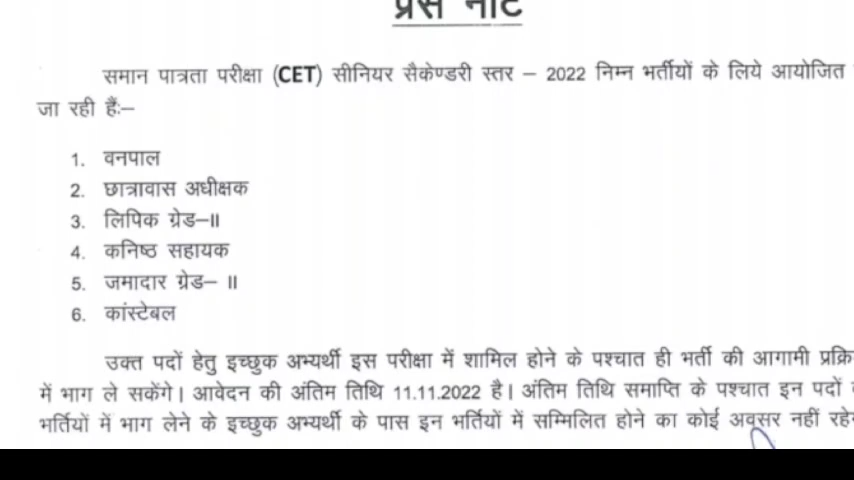 प्रेस नोट
समान पात्रता परीक्षा (CET) सीनियर सैकेण्डरी स्तर – 2022 निम्न भर्तीयों के लिये आयोजित
जा रही हैः–
1. वनपाल
2. छात्रावास अधीक्षक
3. लिपिक ग्रेड–II
4. कनिष्ठ सहायक
5. जमादार ग्रेड– II
6. कांस्टेबल
उक्त पदों हेतु इच्छुक अभ्यर्थी इस परीक्षा में शामिल होने के पश्चात ही भर्ती की आगामी
में भाग ले सकेंगे। आवेदन की अंतिम तिथि 11.11.2022 है। अंतिम तिथि समाप्ति के पश्चात इन पदों
भर्तियों में भाग लेने के इच्छुक अभ्यर्थी के पास इन भर्तियों में सम्मिलित होने का कोई अवसर नहीं